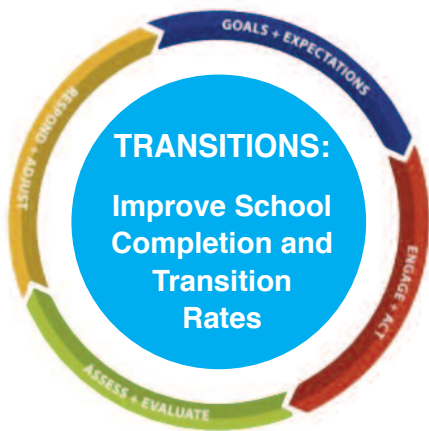 GOALS + EXPECTATIONS
ENGAGE + ACT
ASSESS + EVALUATE
RESPOND + ADJUST
TRANSITIONS:
Improve School
Completion and
Transition
Rates